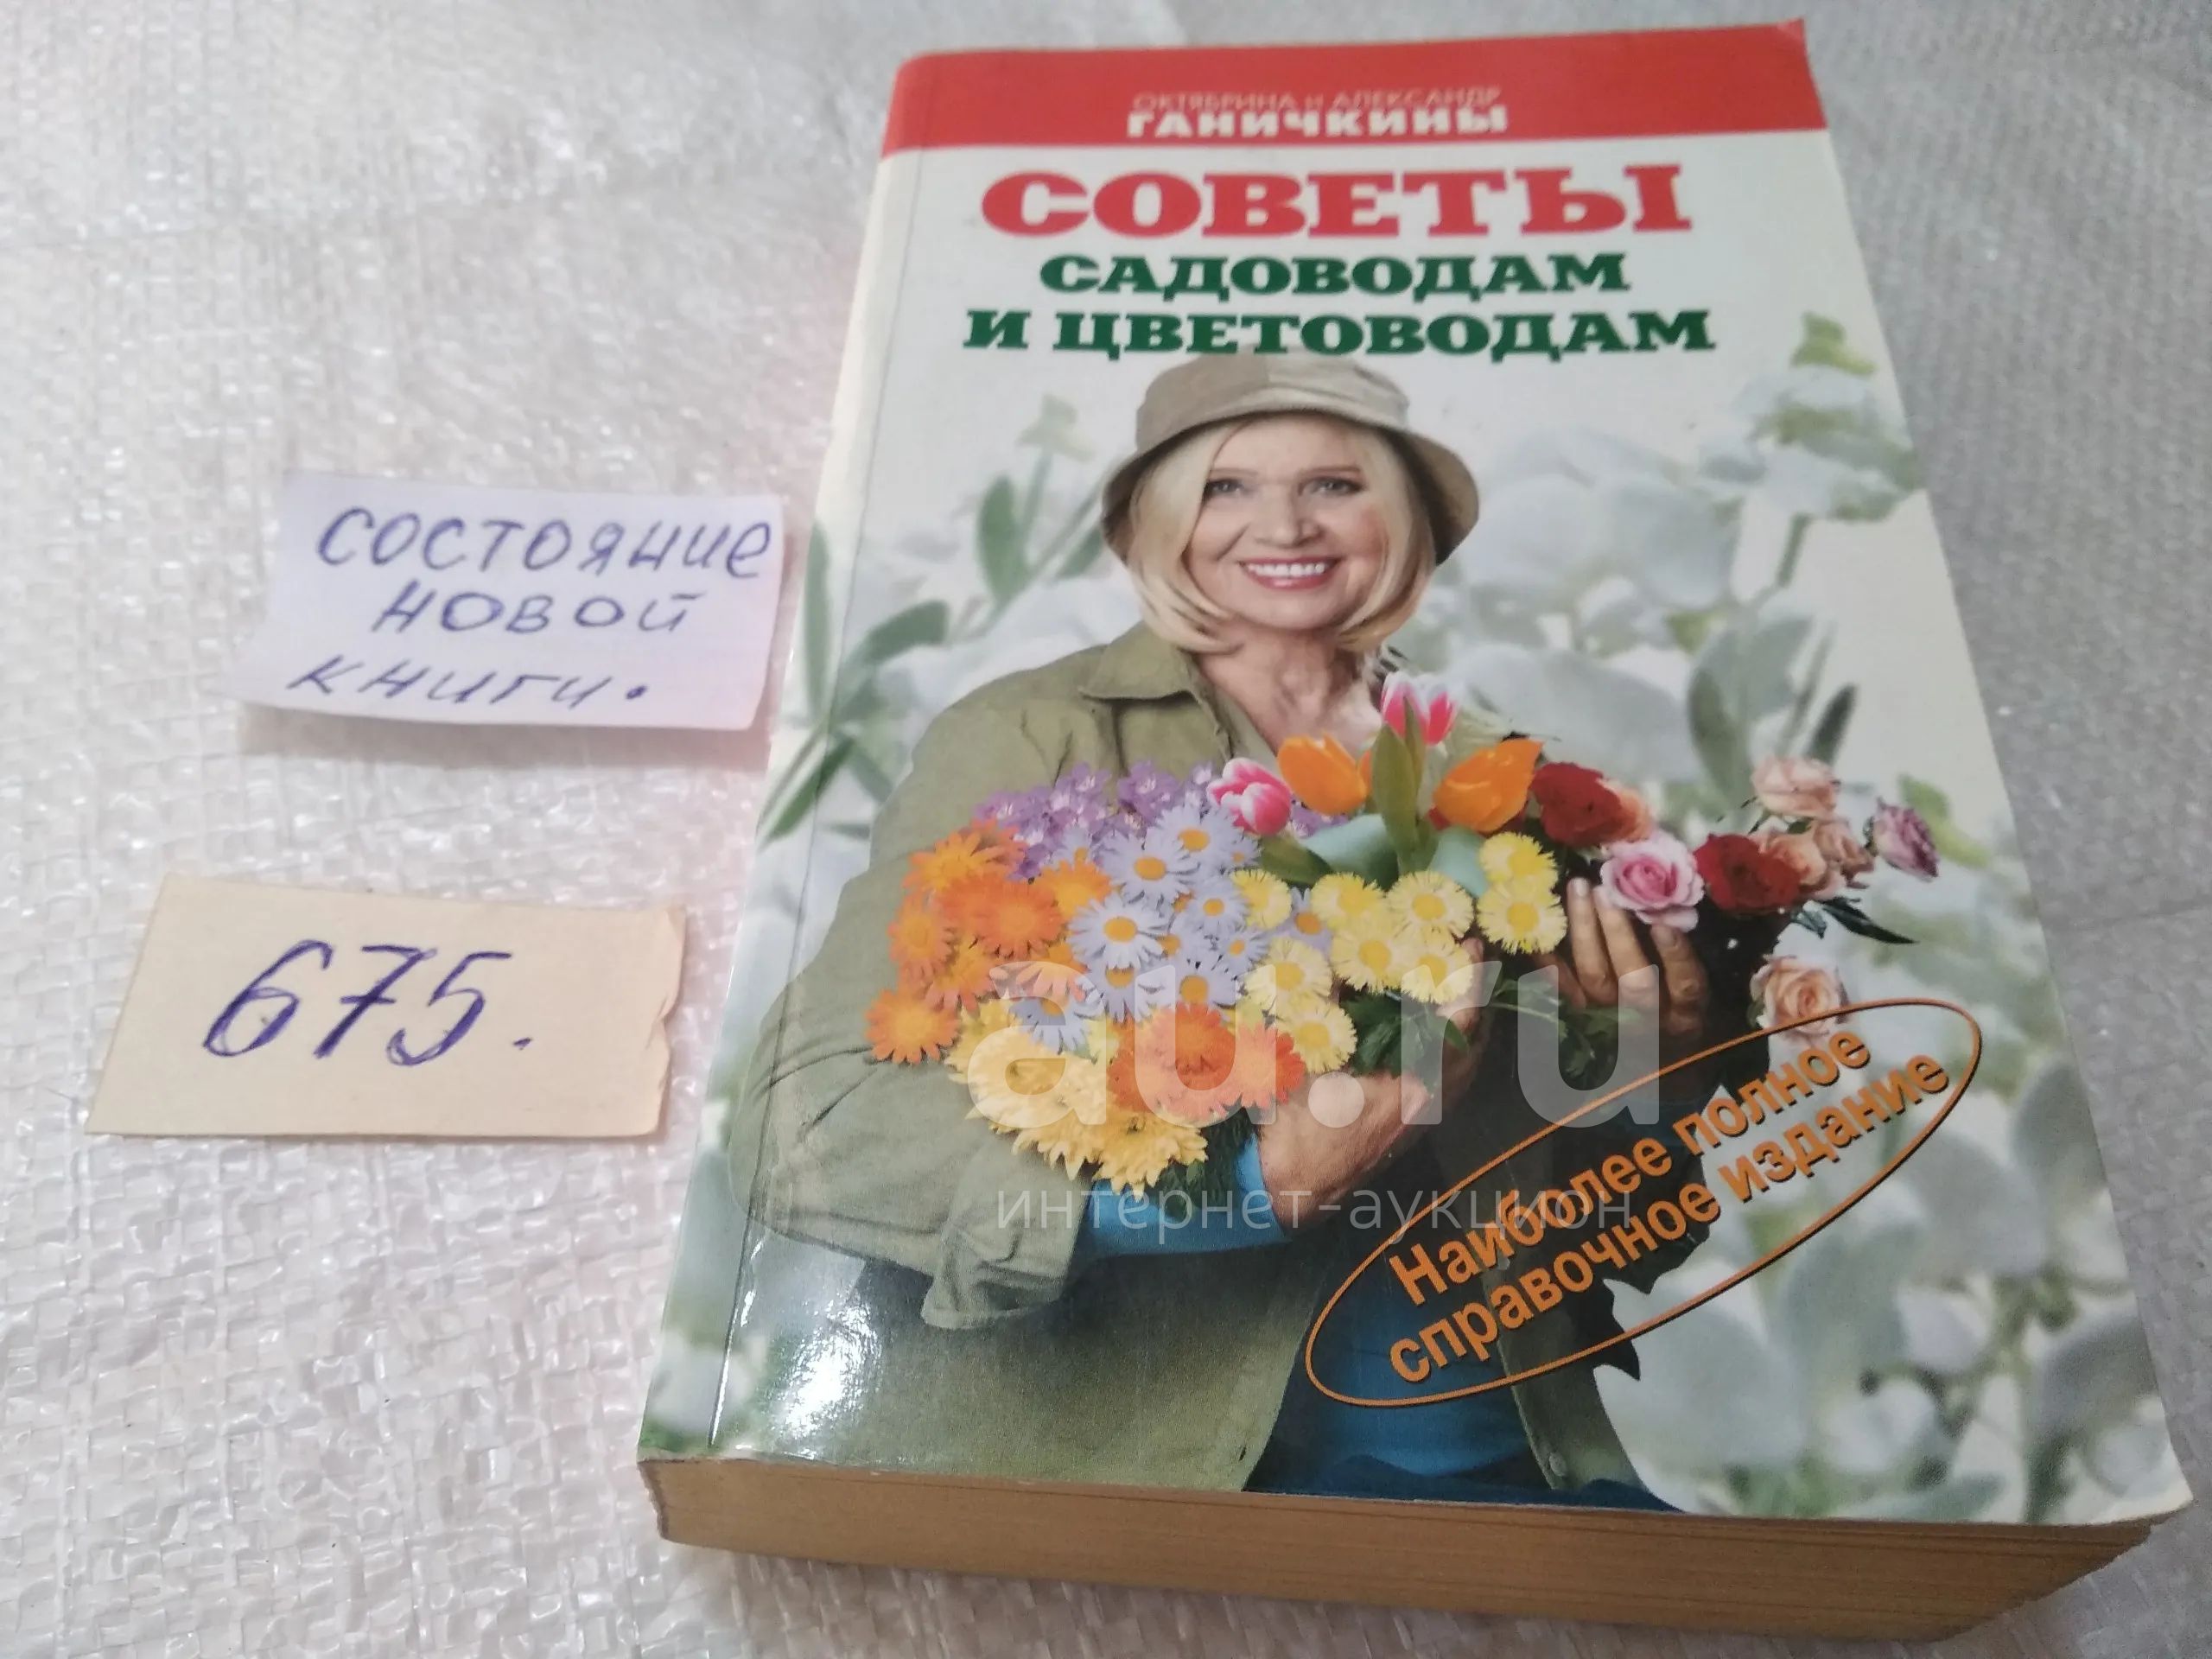 ОКТЯБРИНА и АЛЕКСАНДР
ГАНИЧКИНЫ
СОВЕТЫ
САДОВОДАМ
И ЦВЕТОВОДАМ
СОСТОЯНИЕ
НОВОЙ
КНИГИ.
675.
au.ru
интернет-аукцион
Наиболее полное
справочное издание